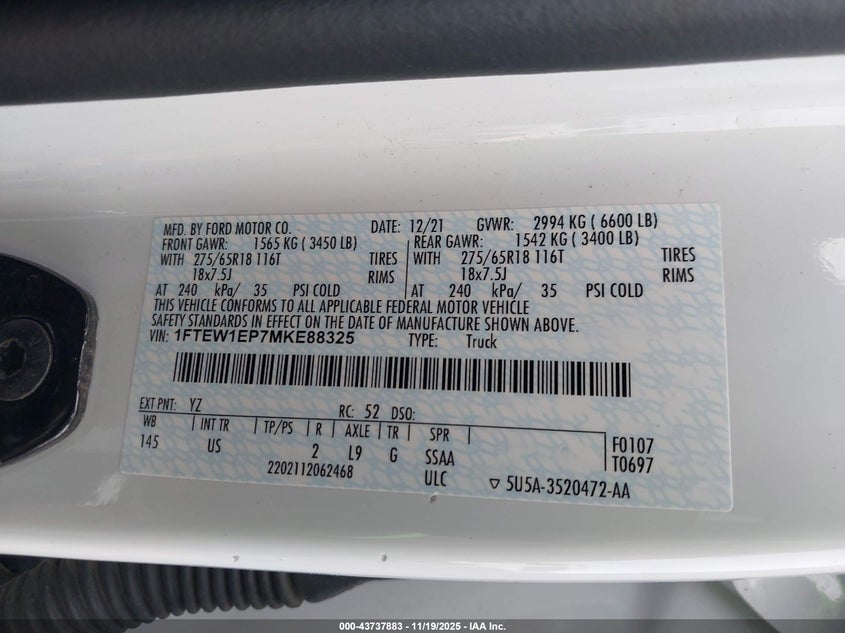 MFD. BY FORD MOTOR CO. DATE: 12/21 GVWR: 2994 KG ( 6600 LB)
FRONT GAWR: 1565 KG ( 3450 LB) REAR GAWR: 1542 KG ( 3400 LB)
WITH 275/65R18 116T TIRES WITH 275/65R18 116T TIRES
18x7.5J RIMS 18x7.5J RIMS
AT 240 kPa/ 35 PSI COLD AT 240 kPa/ 35 PSI COLD
THIS VEHICLE CONFORMS TO ALL APPLICABLE FEDERAL MOTOR VEHICLE
SAFETY STANDARDS IN EFFECT ON THE DATE OF MANUFACTURE SHOWN ABOVE.
VIN: 1FTEW1EP7MKE88325 TYPE: Truck
EXT PNT: YZ RC: 52 DSO:
WB INT TR TP/PS R AXLE TR SPR F0107
145 US 2 L9 G SSAA T0697
2202112062468 ULC ▽ 5U5A-3520472-AA
000-43737883 | 11/19/2025 - IAA Inc.